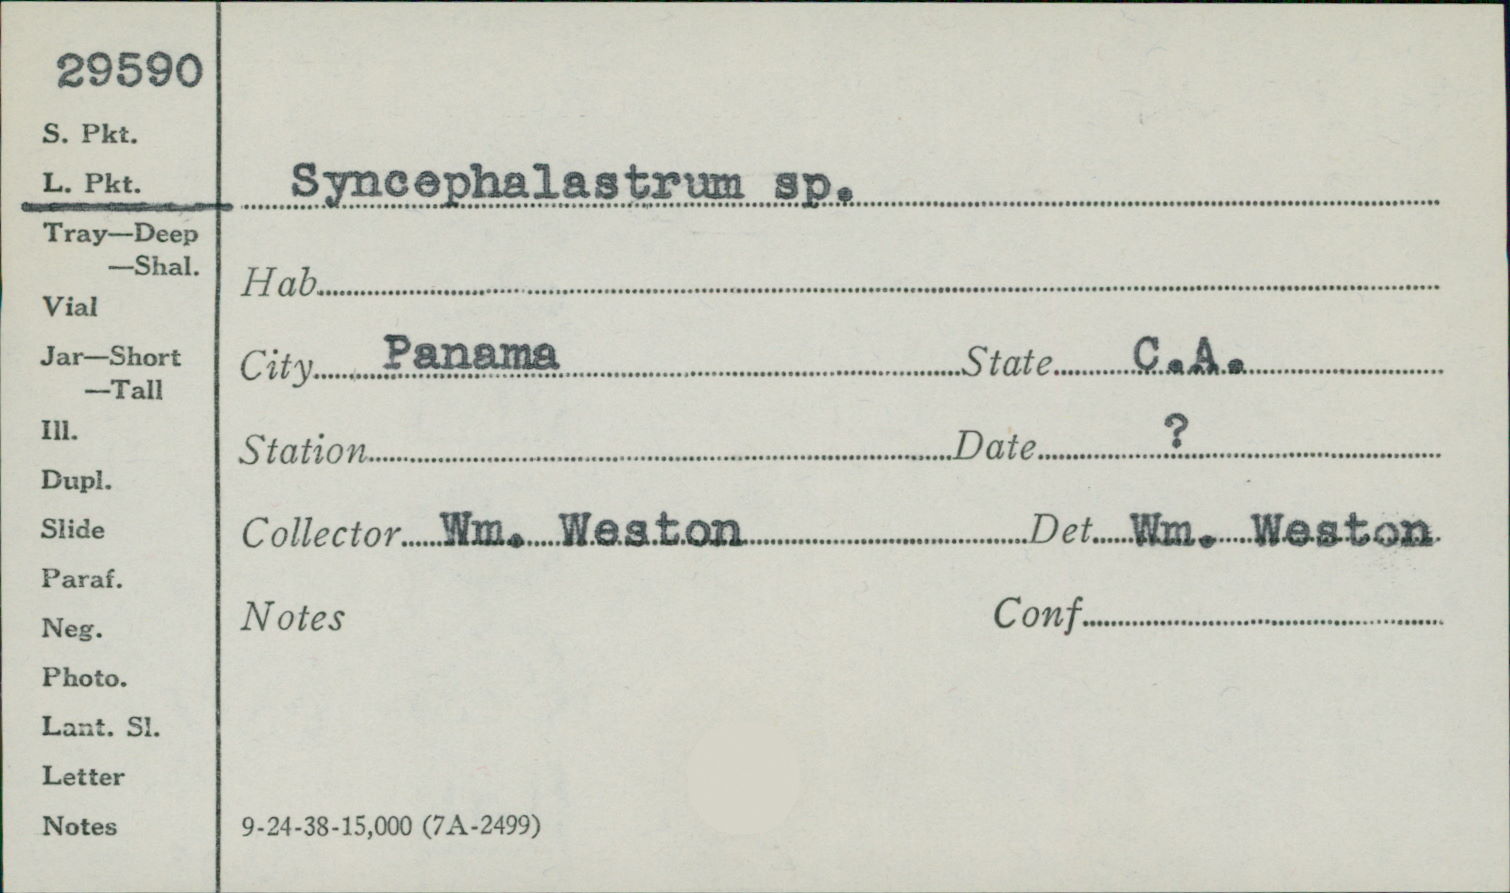 29590
S. Pkt.
L. Pkt.
Tray—Deep
—Shal.
Vial
Jar—Short
—Tall
Ill.
Dupl.
Slide
Paraf.
Neg.
Photo.
Lant. Sl.
Letter
Notes
Syncephalastrum sp.
Hab
City Panama State C.A.
Station Date ?
Collector Wm. Weston Det Wm. Weston
Notes Conf
9-24-38-15,000 (7A-2499)